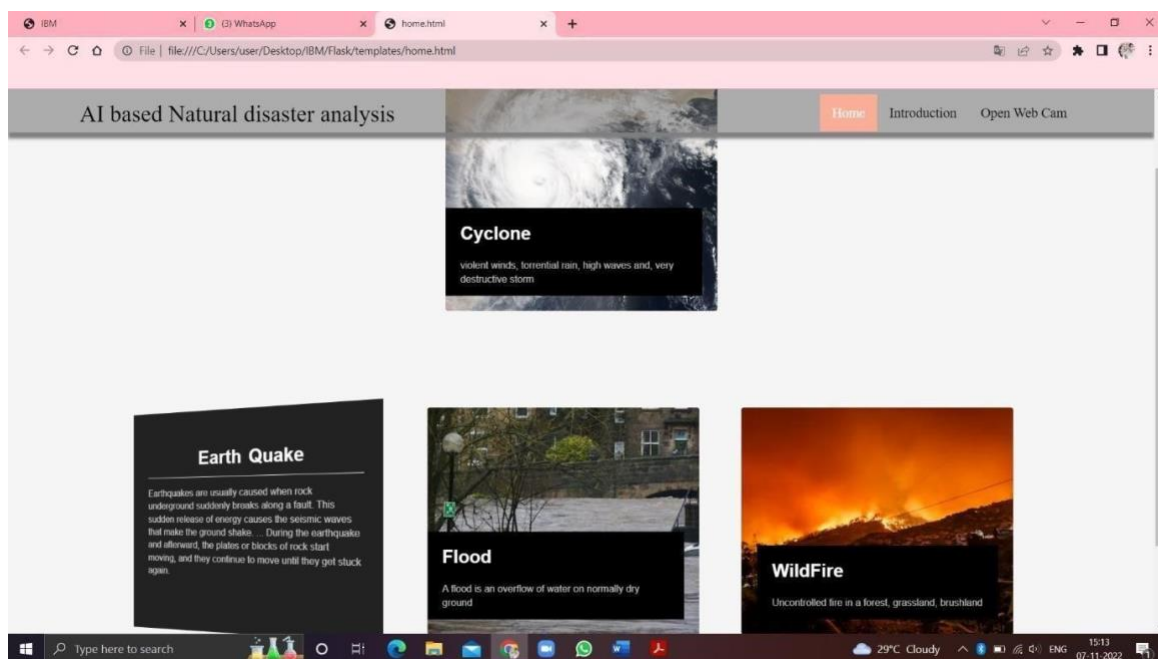 IBM
(3) WhatsApp
home.html
File | file:///C:/Users/user/Desktop/IBM/Flask/templates/home.html
AI based Natural disaster analysis
Home
Introduction
Open Web Cam
Cyclone
violent winds, torrential rain, high waves and, very
destructive storm
Earth Quake
Earthquakes are usually caused when rock
underground suddenly breaks along a fault. This
sudden release of energy causes the seismic waves
that make the ground shake. ... During the earthquake
and afterward, the plates or blocks of rock start
moving, and they continue to move until they get stuck
again.
Flood
A flood is an overflow of water on normally dry
ground
WildFire
Uncontrolled fire in a forest, grassland, brushland
Type here to search
29°C Cloudy
ENG
15:13
07-11-2022